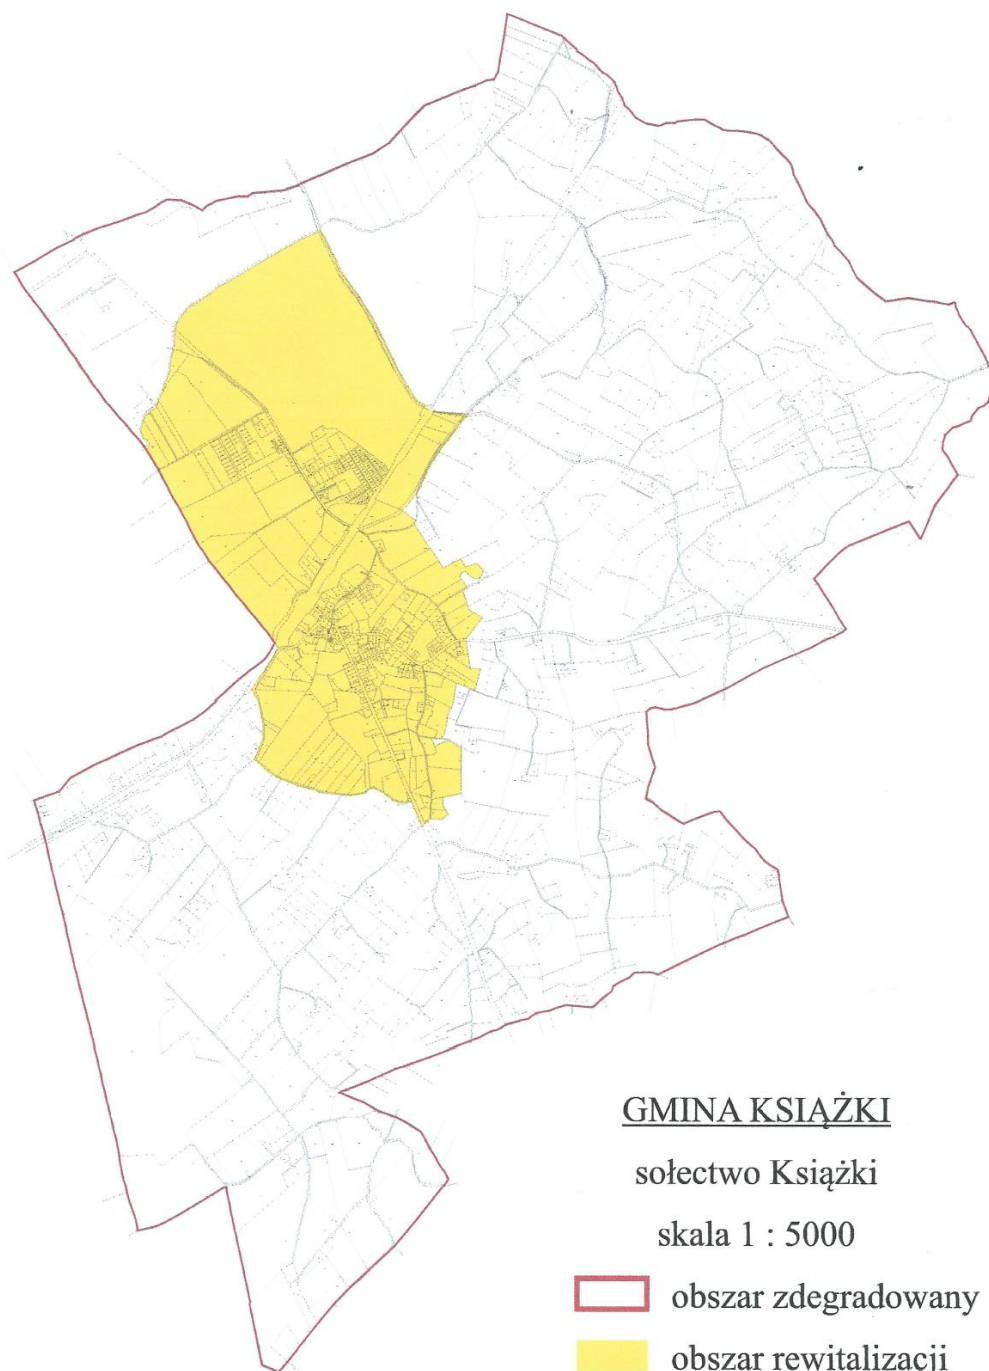 GMINA KSIĄŻKI
sołectwo Książki
skala 1 : 5000
obszar zdegradowany
obszar rewitalizacji